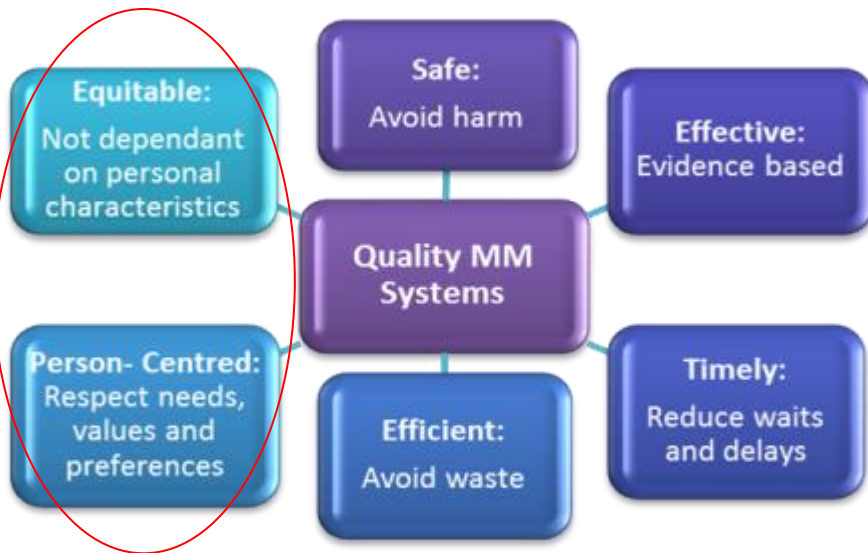 Safe:
Avoid harm
Equitable:
Not dependant
on personal
characteristics
Effective:
Evidence based
Quality MM
Systems
Person- Centred:
Respect needs,
values and
preferences
Efficient:
Avoid waste
Timely:
Reduce waits
and delays